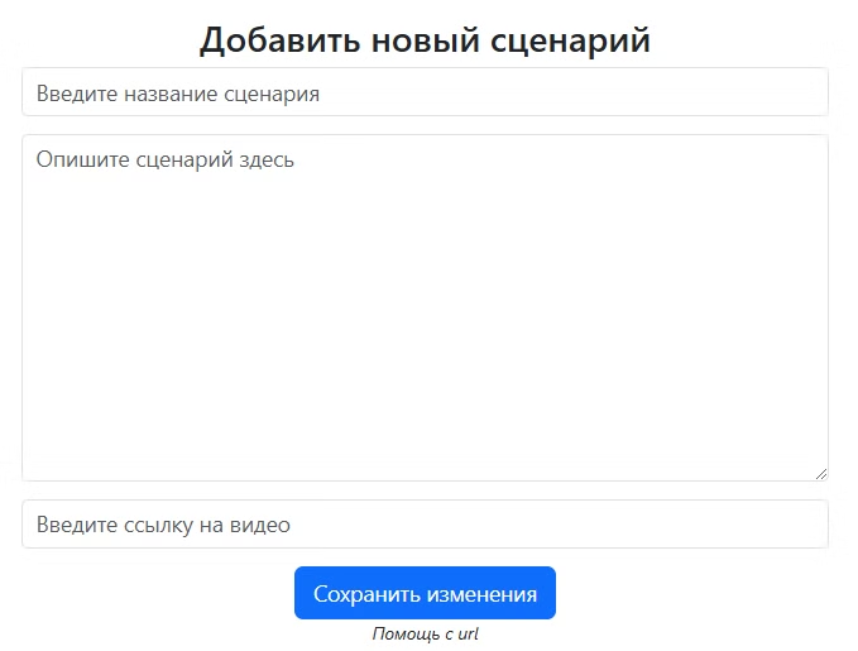 Добавить новый сценарий
Введите название сценария
Опишите сценарий здесь
Введите ссылку на видео
Сохранить изменения
Помощь с url